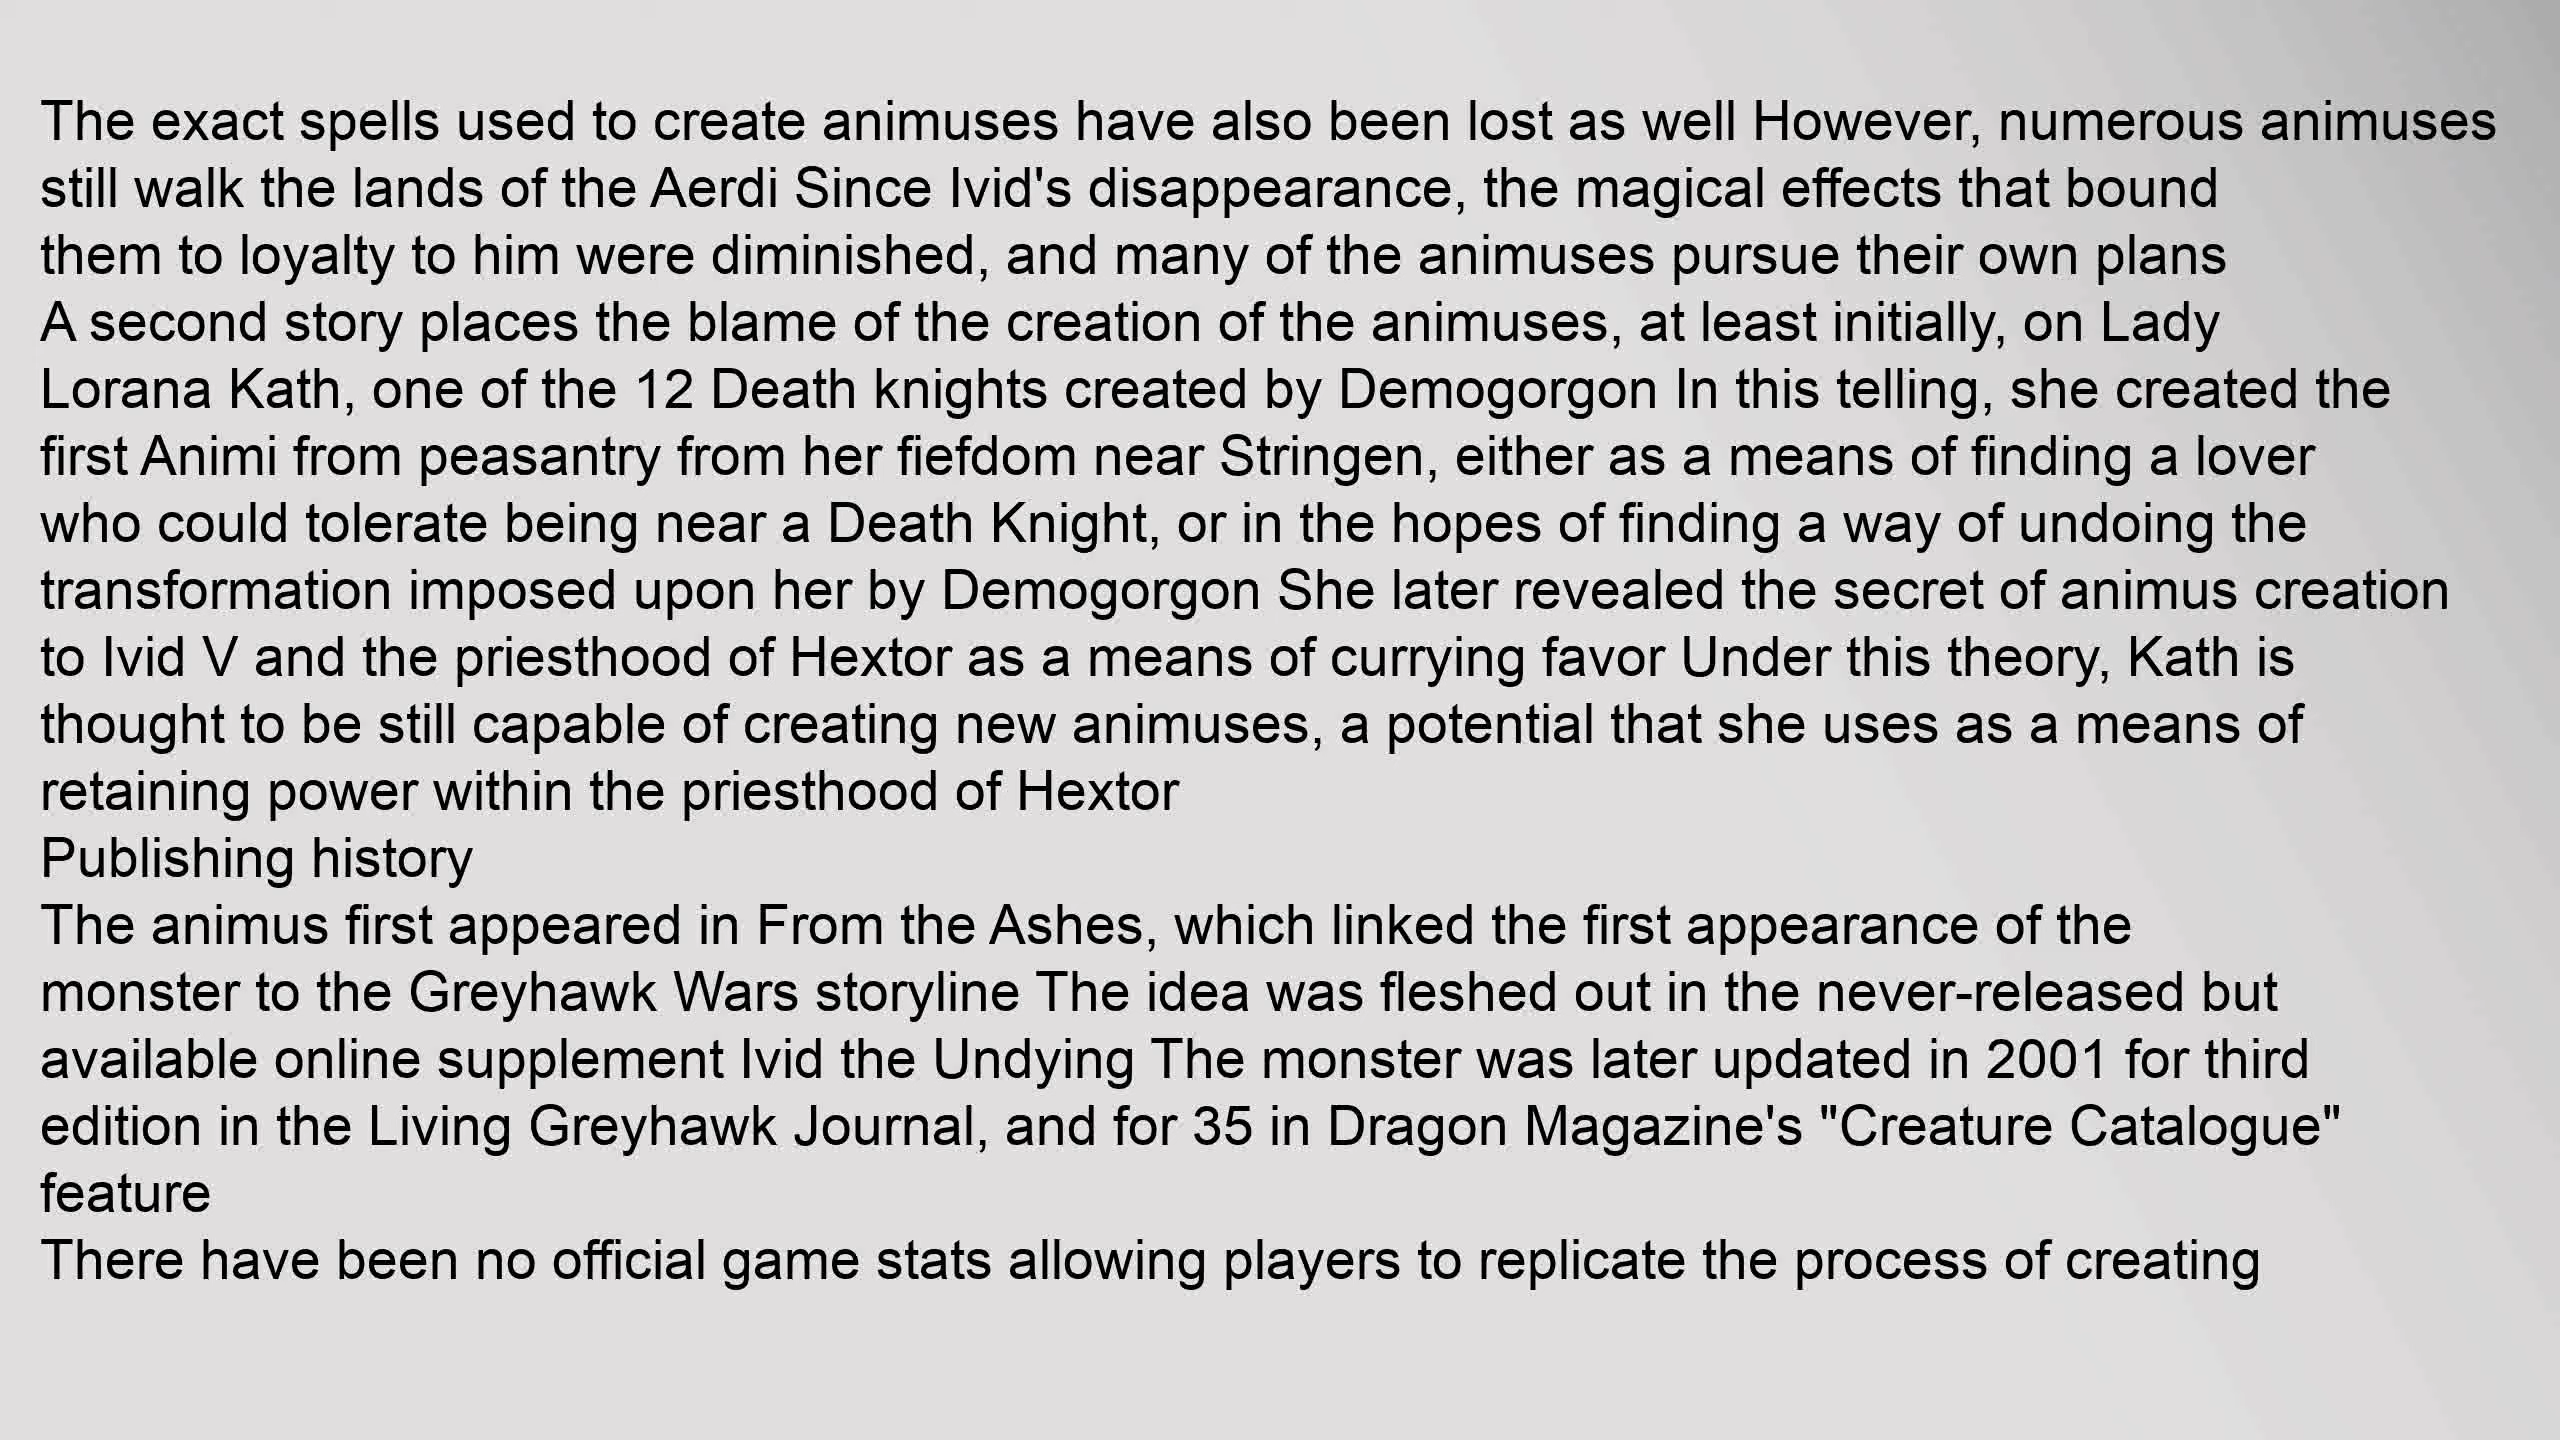 The exact spells used to create animuses have also been lost as well However, numerous animuses
still walk the lands of the Aerdi Since Ivid's disappearance, the magical effects that bound
them to loyalty to him were diminished, and many of the animuses pursue their own plans
A second story places the blame of the creation of the animuses, at least initially, on Lady
Lorana Kath, one of the 12 Death knights created by Demogorgon In this telling, she created the
first Animi from peasantry from her fiefdom near Stringen, either as a means of finding a lover
who could tolerate being near a Death Knight, or in the hopes of finding a way of undoing the
transformation imposed upon her by Demogorgon She later revealed the secret of animus creation
to Ivid V and the priesthood of Hextor as a means of currying favor Under this theory, Kath is
thought to be still capable of creating new animuses, a potential that she uses as a means of
retaining power within the priesthood of Hextor
Publishing history
The animus first appeared in From the Ashes, which linked the first appearance of the
monster to the Greyhawk Wars storyline The idea was fleshed out in the never-released but
available online supplement Ivid the Undying The monster was later updated in 2001 for third
edition in the Living Greyhawk Journal, and for 35 in Dragon Magazine's "Creature Catalogue"
feature
There have been no official game stats allowing players to replicate the process of creating